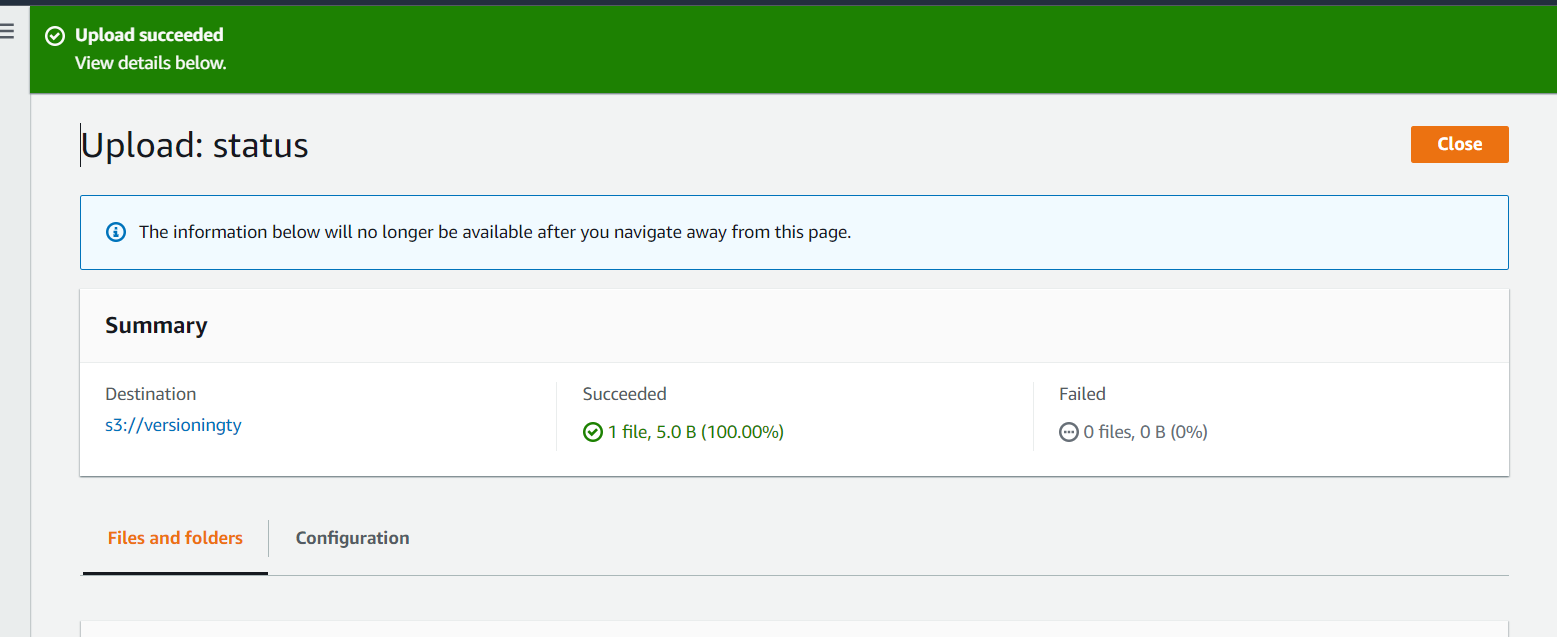 Upload succeeded
View details below.
Upload: status
Close
The information below will no longer be available after you navigate away from this page.
Summary
Destination
s3://versioningty
Succeeded
1 file, 5.0 B (100.00%)
Failed
0 files, 0 B (0%)
Files and folders
Configuration